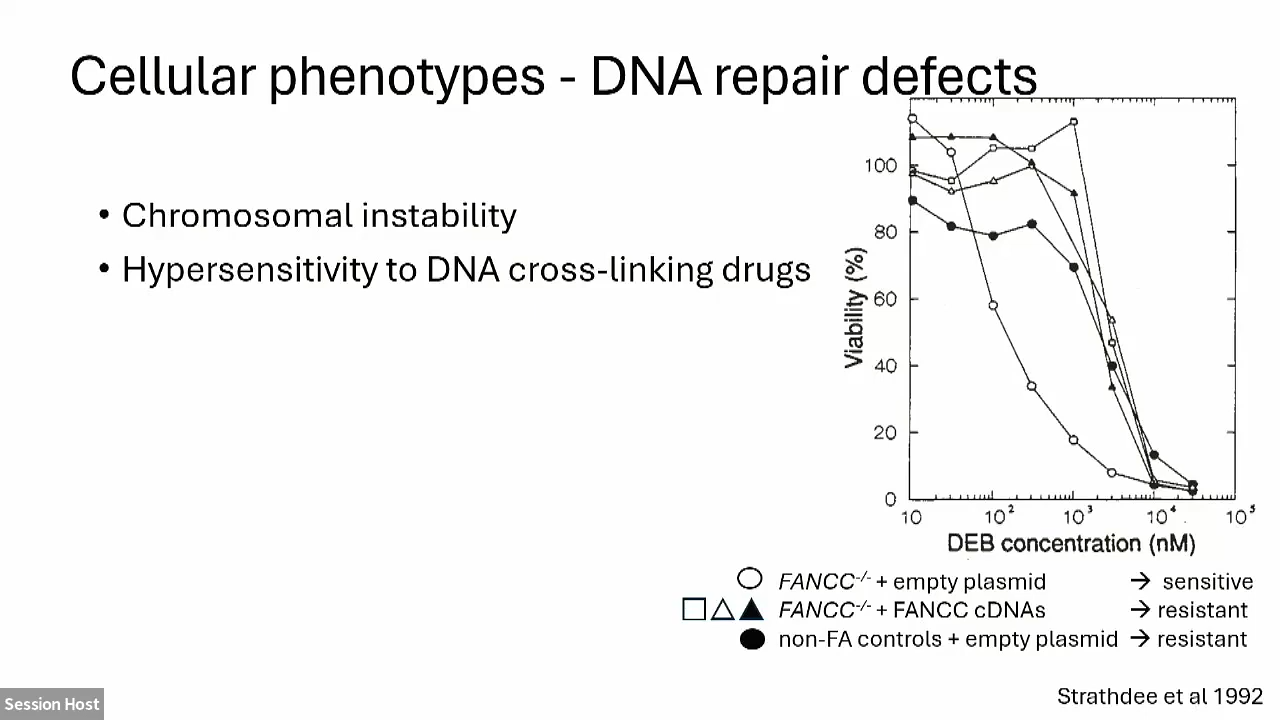 Cellular phenotypes - DNA repair defects
• Chromosomal instability
• Hypersensitivity to DNA cross-linking drugs
Viability (%)
100
80
60
40
20
0
10 10² 10³ 10⁴ 10⁵
DEB concentration (nM)
FANCC-/- + empty plasmid → sensitive
FANCC-/- + FANCC cDNAs → resistant
non-FA controls + empty plasmid → resistant
Strathdee et al 1992
Session Host